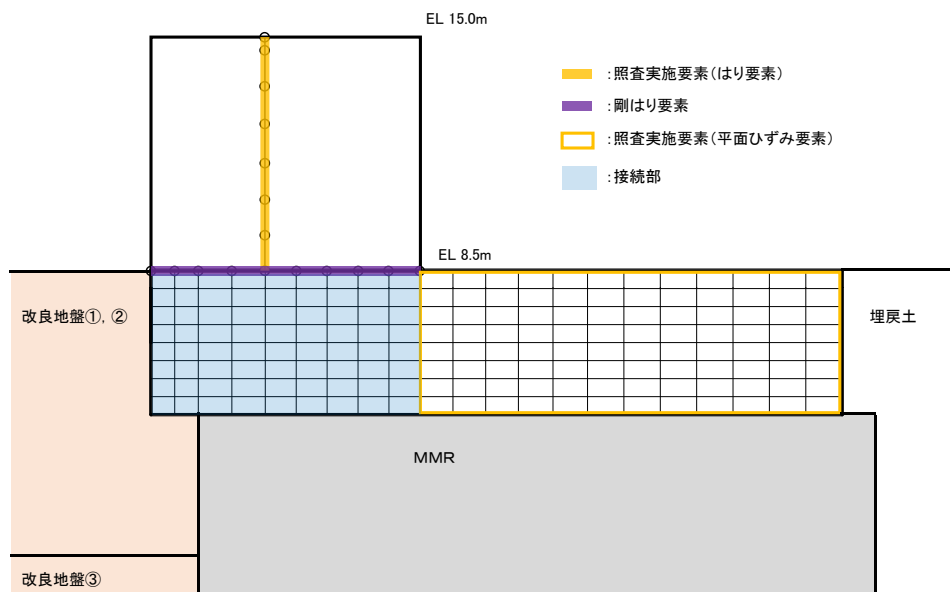 EL 15.0m
:照査実施要素(はり要素)
:剛はり要素
:照査実施要素(平面ひずみ要素)
:接続部
EL 8.5m
改良地盤①, ②
埋戻土
MMR
改良地盤③